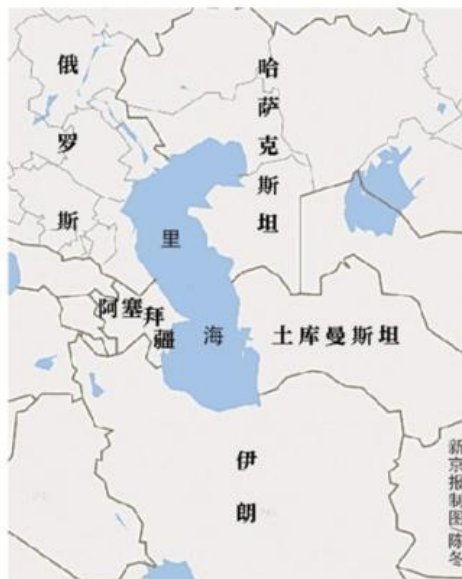 俄罗斯
哈萨克斯坦
里海
阿塞拜疆
土库曼斯坦
伊朗
新京报制图 陈冬